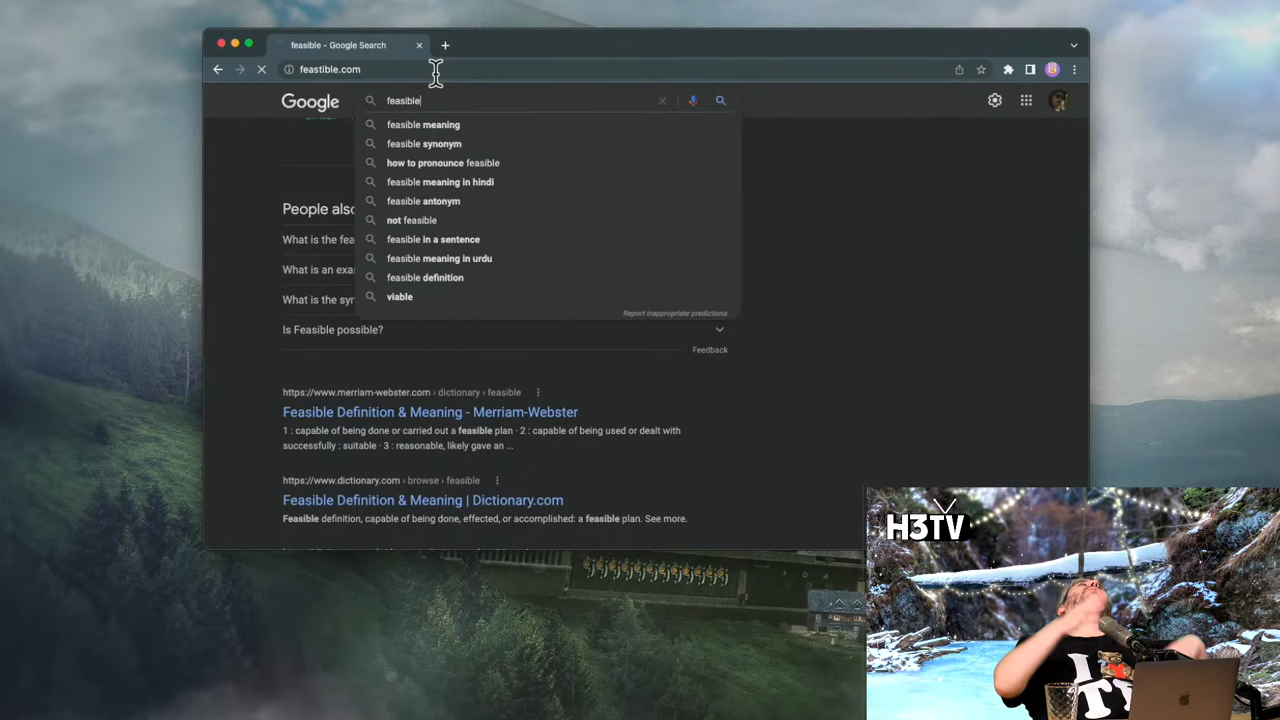 feasible - Google Search
feastible.com
Google
feasible
feasible meaning
feasible synonym
how to pronounce feasible
feasible meaning in hindi
feasible antonym
not feasible
feasible in a sentence
feasible meaning in urdu
feasible definition
viable
Report inappropriate predictions
People also
What is the fea
What is an exa
What is the syr
Is Feasible possible?
Feedback
https://www.merriam-webster.com › dictionary › feasible
Feasible Definition & Meaning - Merriam-Webster
1 : capable of being done or carried out a feasible plan · 2 : capable of being used or dealt with
successfully : suitable · 3 : reasonable, likely gave an ...
https://www.dictionary.com › browse › feasible
Feasible Definition & Meaning | Dictionary.com
Feasible definition, capable of being done, effected, or accomplished: a feasible plan. See more.
H3TV